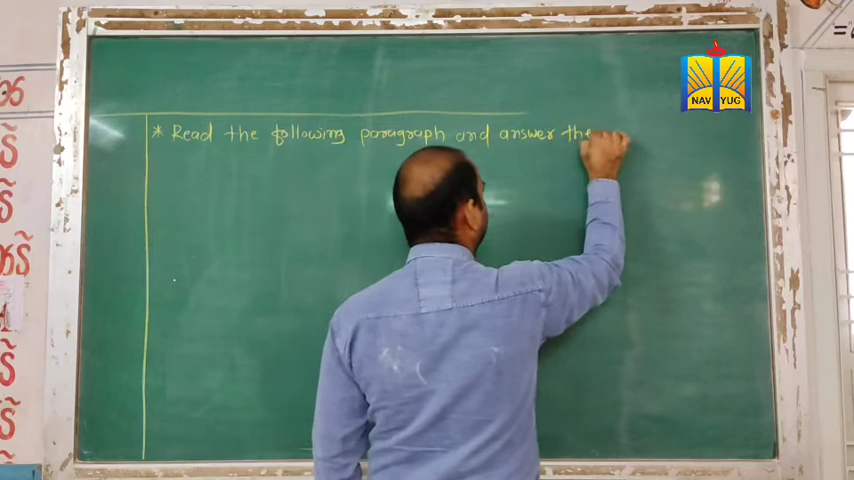 NAV YUG
* Read the following paragraph and answer the